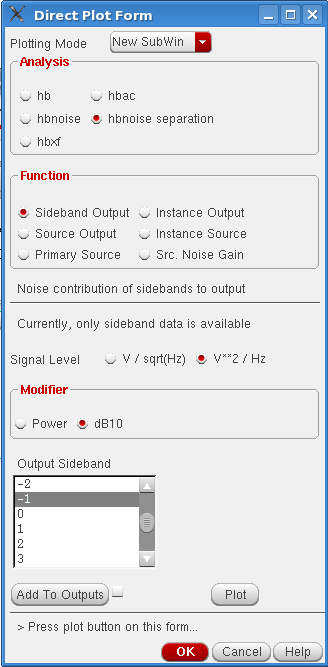 Direct Plot Form
Plotting Mode New SubWin
Analysis
hb hbac
hbnoise hbnoise separation
hbxf
Function
Sideband Output Instance Output
Source Output Instance Source
Primary Source Src. Noise Gain
Noise contribution of sidebands to output
Currently, only sideband data is available
Signal Level V / sqrt(Hz) V**2 / Hz
Modifier
Power dB10
Output Sideband
-2
-1
0
1
2
3
Add To Outputs Plot
> Press plot button on this form...
OK Cancel Help